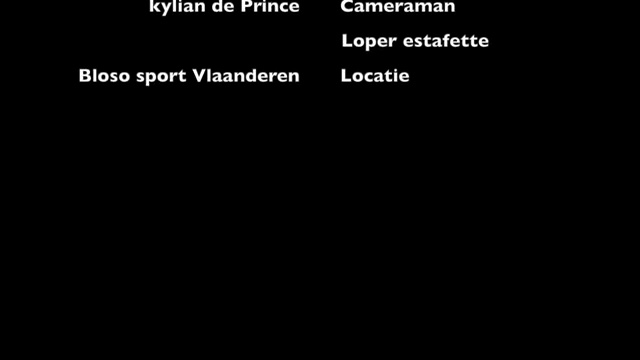 kylian de Prince Cameraman
Loper estafette
Bloso sport Vlaanderen Locatie